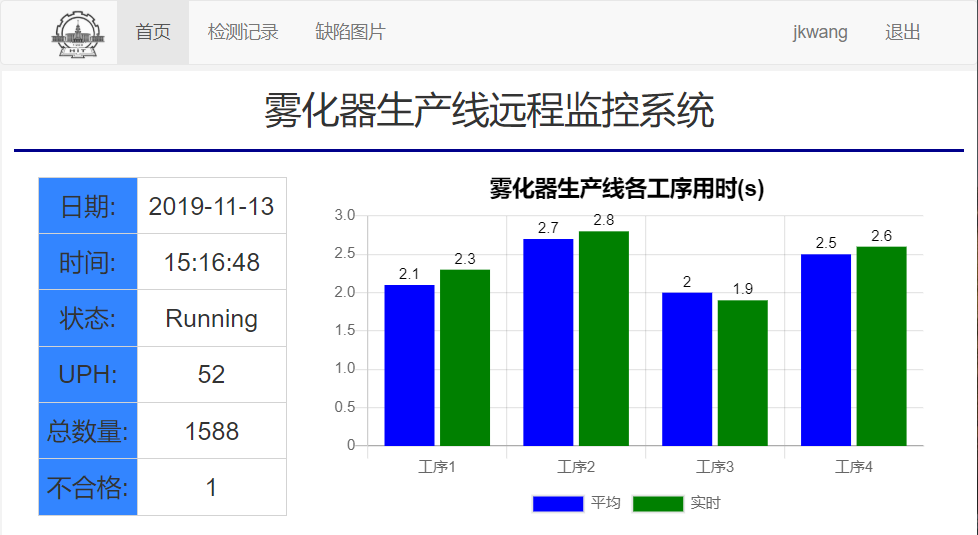 HIT
首页 检测记录 缺陷图片 jkwang 退出
雾化器生产线远程监控系统
日期: 2019-11-13
时间: 15:16:48
状态: Running
UPH: 52
总数量: 1588
不合格: 1
雾化器生产线各工序用时(s)
3.0
2.5
2.0
1.5
1.0
0.5
0
2.1 2.3 2.7 2.8 2 1.9 2.5 2.6
工序1 工序2 工序3 工序4
平均 实时